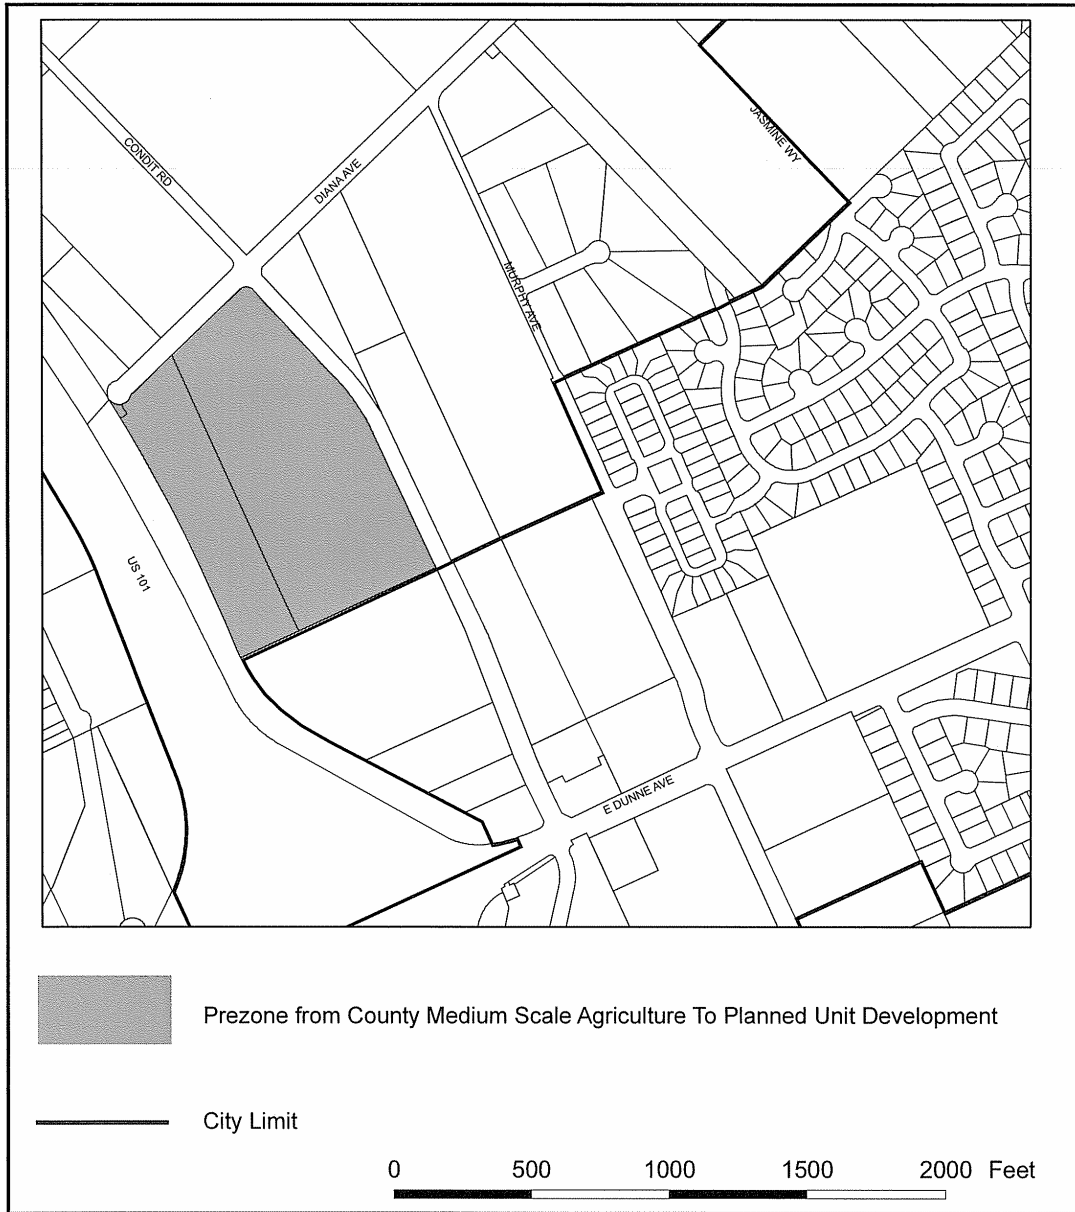 CONDIT RD
DIANA AVE
JASMINE WY
MURPHY AVE
US 101
E DUNNE AVE
Prezone from County Medium Scale Agriculture To Planned Unit Development
City Limit
0 500 1000 1500 2000 Feet